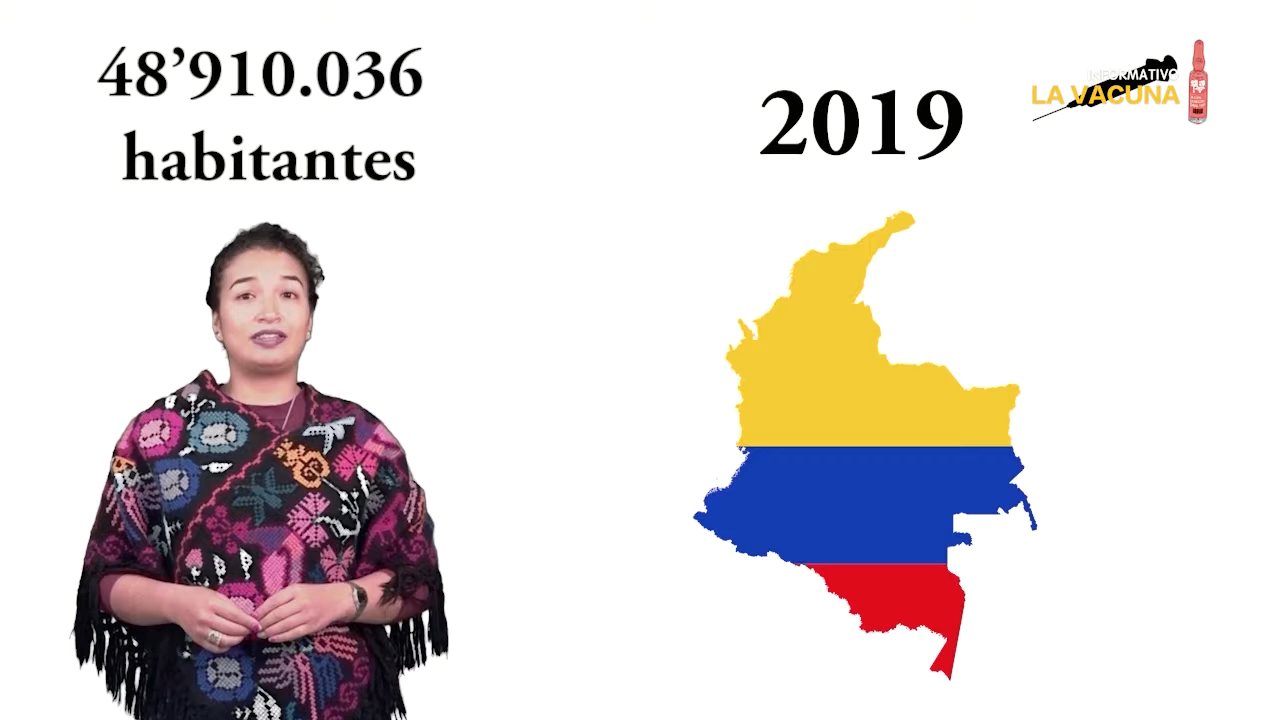 48’910.036
habitantes
2019
INFORMATIVO
LA VACUNA